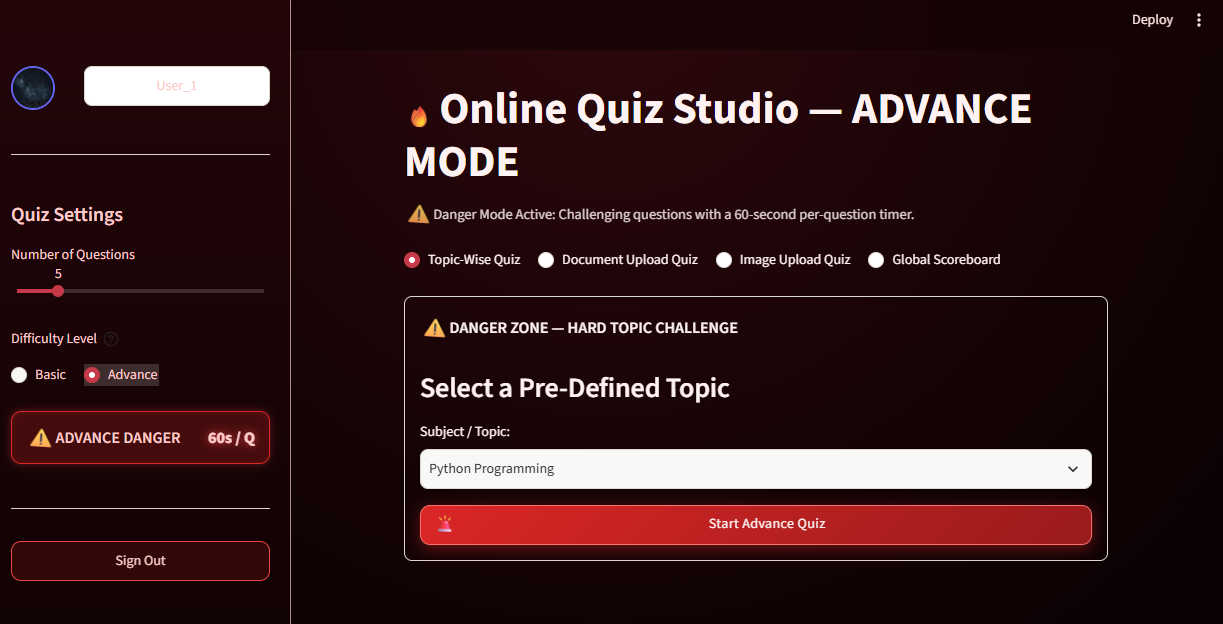 Deploy
User_1
Quiz Settings
Number of Questions
5
Difficulty Level ?
Basic Advance
⚠️ ADVANCE DANGER 60s / Q
Sign Out
🔥 Online Quiz Studio — ADVANCE
MODE
⚠️ Danger Mode Active: Challenging questions with a 60-second per-question timer.
Topic-Wise Quiz Document Upload Quiz Image Upload Quiz Global Scoreboard
⚠️ DANGER ZONE — HARD TOPIC CHALLENGE
Select a Pre-Defined Topic
Subject / Topic:
Python Programming
🚨 Start Advance Quiz